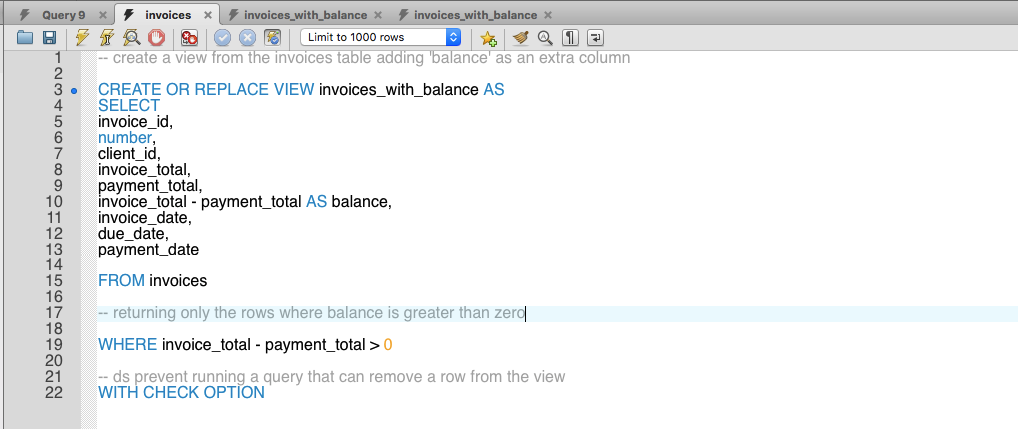 Query 9
invoices
invoices_with_balance
invoices_with_balance
Limit to 1000 rows
1 -- create a view from the invoices table adding 'balance' as an extra column
2
3 CREATE OR REPLACE VIEW invoices_with_balance AS
4 SELECT
5 invoice_id,
6 number,
7 client_id,
8 invoice_total,
9 payment_total,
10 invoice_total - payment_total AS balance,
11 invoice_date,
12 due_date,
13 payment_date
14
15 FROM invoices
16
17 -- returning only the rows where balance is greater than zero
18
19 WHERE invoice_total - payment_total > 0
20
21 -- ds prevent running a query that can remove a row from the view
22 WITH CHECK OPTION